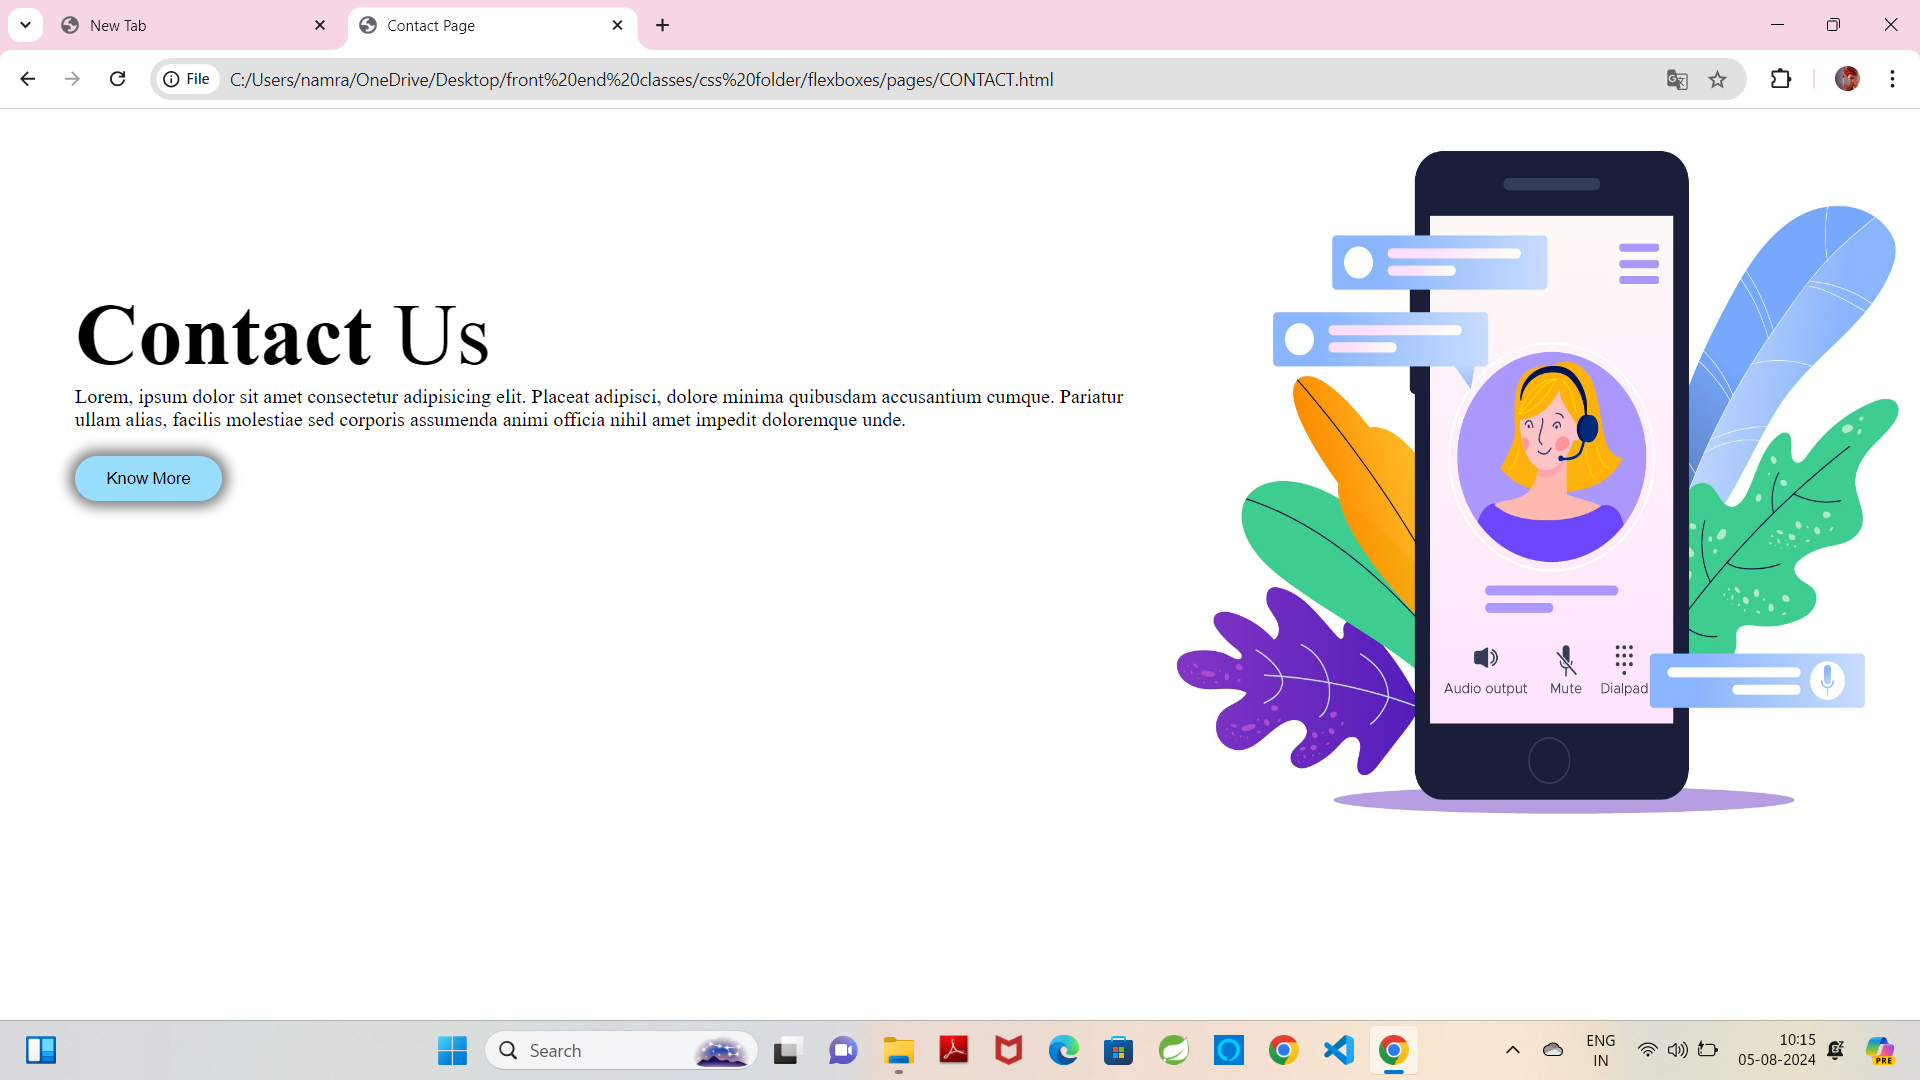 New Tab
Contact Page
File
C:/Users/namra/OneDrive/Desktop/front%20end%20classes/css%20folder/flexboxes/pages/CONTACT.html
Contact Us
Lorem, ipsum dolor sit amet consectetur adipisicing elit. Placeat adipisci, dolore minima quibusdam accusantium cumque. Pariatur
ullam alias, facilis molestiae sed corporis assumenda animi officia nihil amet impedit doloremque unde.
Know More
Audio output Mute Dialpad
Search
ENG
IN
10:15
05-08-2024
PRE